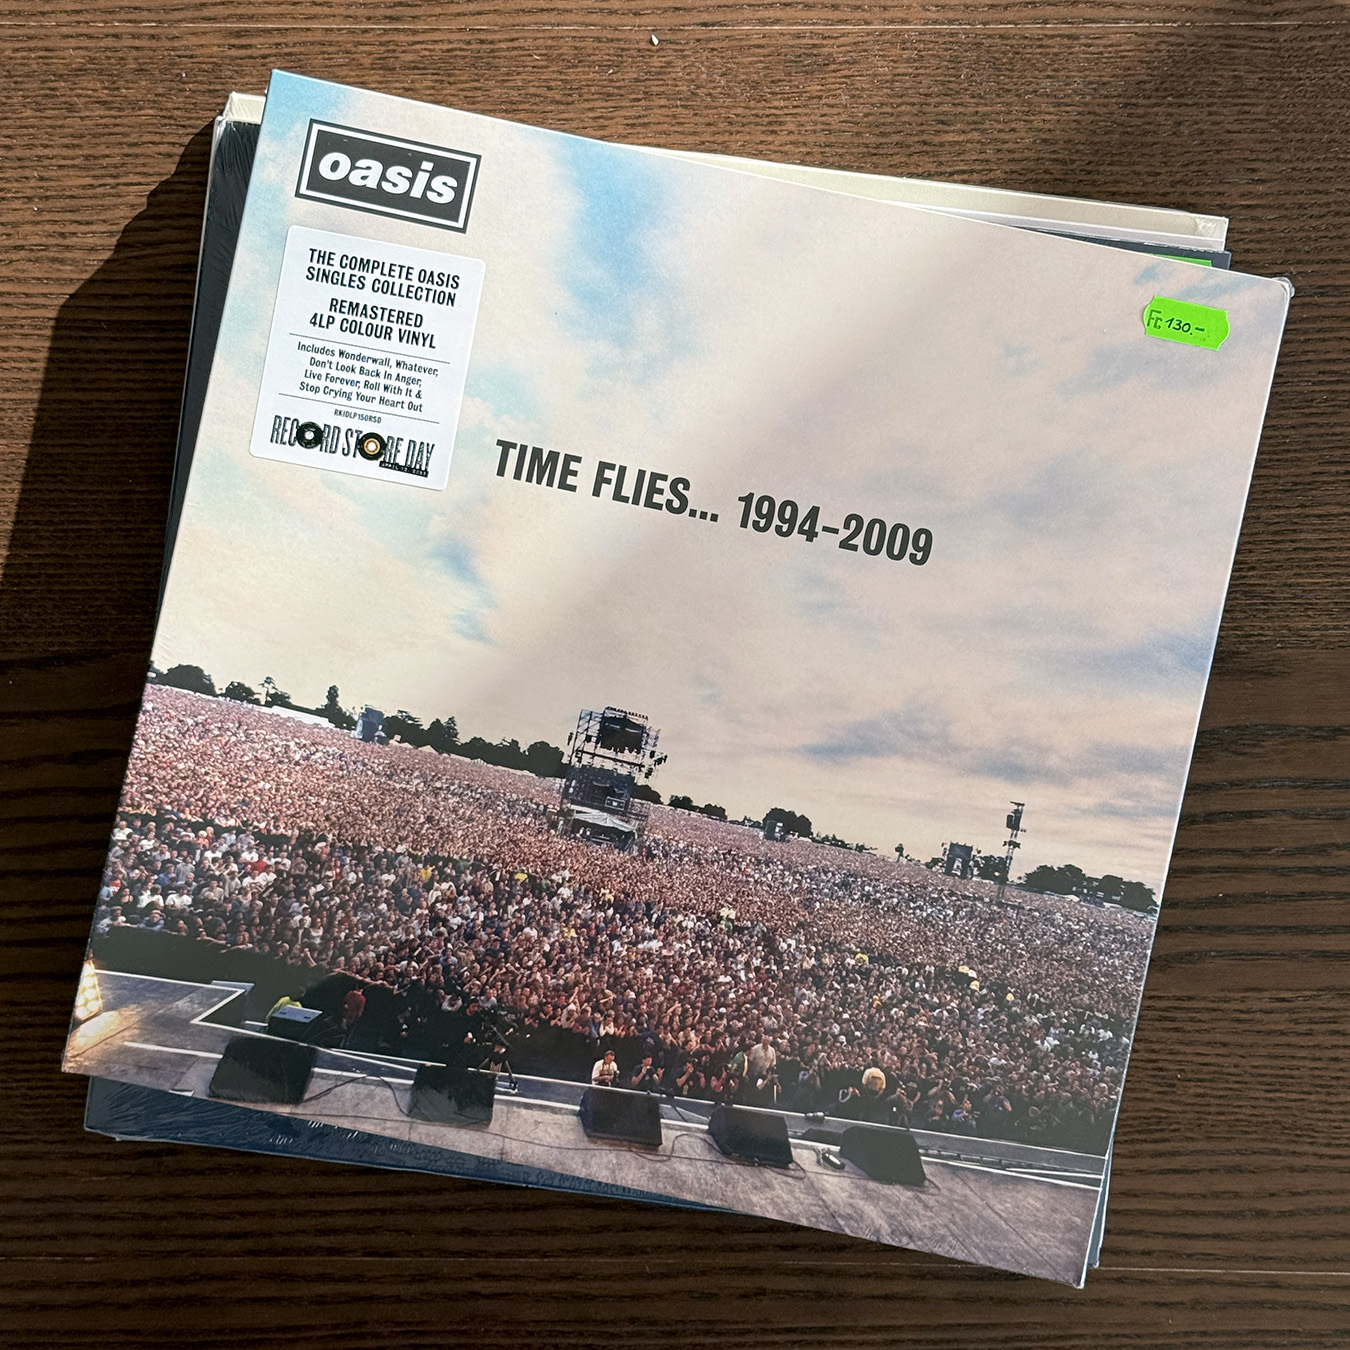 oasis
THE COMPLETE OASIS
SINGLES COLLECTION
REMASTERED
4LP COLOUR VINYL
Includes Wonderwall, Whatever,
Don't Look Back In Anger,
Live Forever, Roll With It &
Stop Crying Your Heart Out
RKIDLP150RSD
RECORD STORE DAY
Fr. 130.-
TIME FLIES... 1994–2009